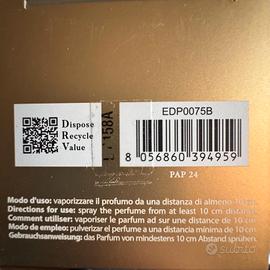 Dispose
Recycle
Value
158A
EDP0075B
8 056860 394959
PAP 24
Modo d'uso: vaporizzare il profumo da una distanza di almeno 10 cm.
Directions for use: spray the perfume from at least 10 cm distance.
Comment utiliser: vaporiser le parfum ad sur une distance de 10 cm.
Modo de empleo: pulverizar el perfume a una distancia mínima de 10 cm
Gebrauchsanweisung: das Parfum von mindestens 10 cm Abstand sprühen.
subito